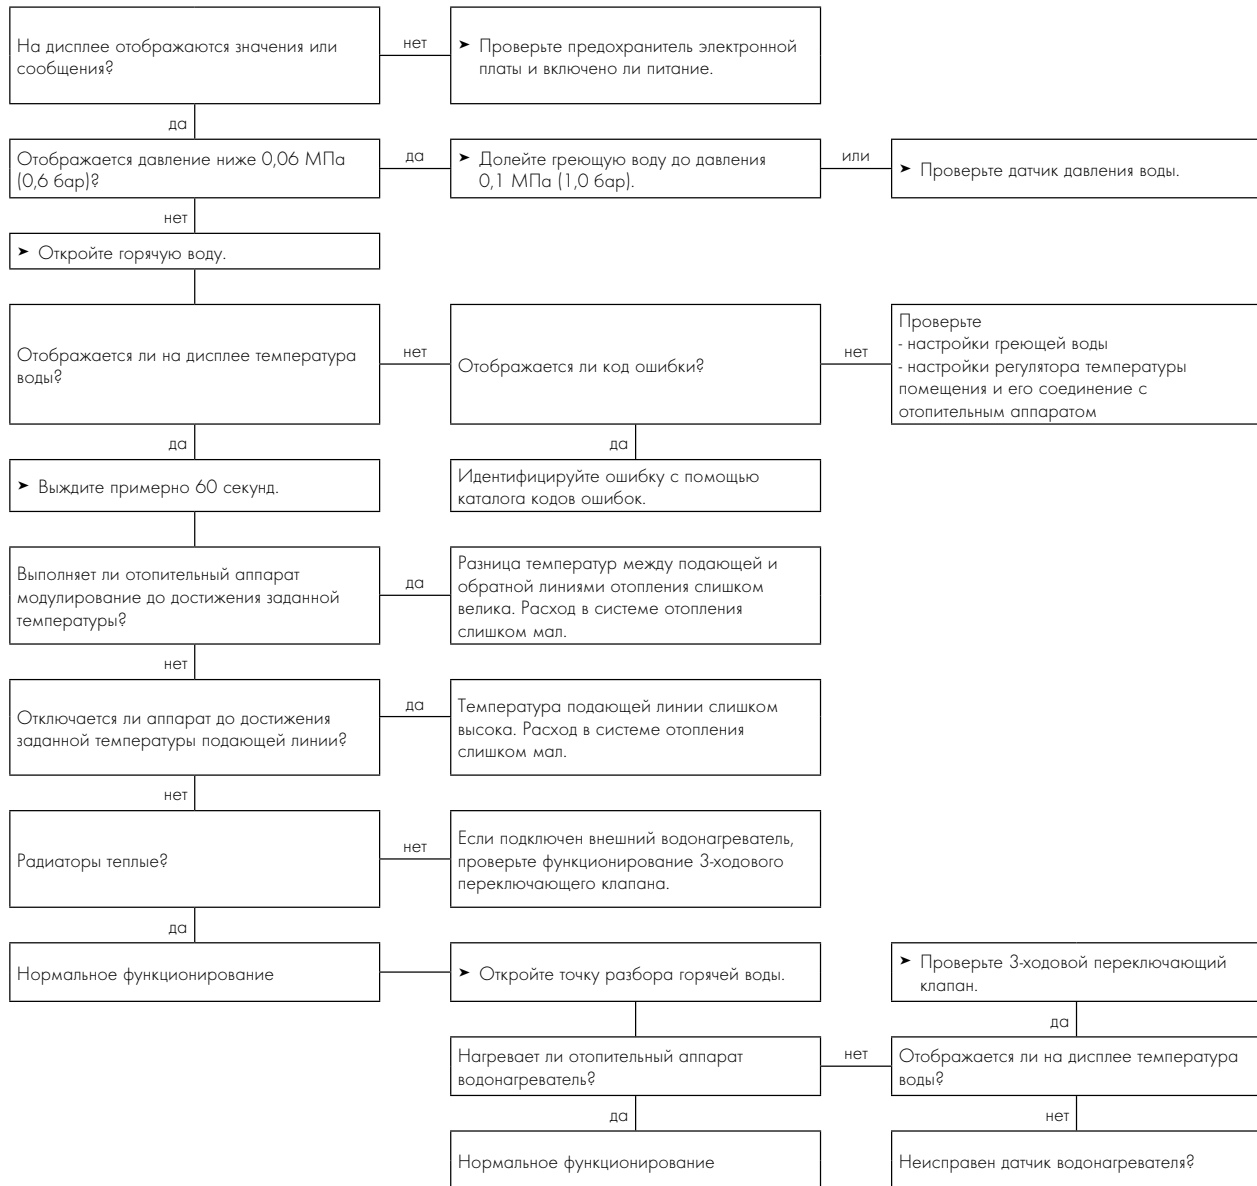 На дисплее отображаются значения или
сообщения?
нет
➤ Проверьте предохранитель электронной
платы и включено ли питание.
да
Отображается давление ниже 0,06 МПа
(0,6 бар)?
да
➤ Долейте греющую воду до давления
0,1 МПа (1,0 бар).
или
➤ Проверьте датчик давления воды.
нет
➤ Откройте горячую воду.
Отображается ли на дисплее температура
воды?
нет
Отображается ли код ошибки?
нет
Проверьте
- настройки греющей воды
- настройки регулятора температуры
помещения и его соединение с
отопительным аппаратом
да
да
➤ Выждите примерно 60 секунд.
Идентифицируйте ошибку с помощью
каталога кодов ошибок.
Выполняет ли отопительный аппарат
модулирование до достижения заданной
температуры?
да
Разница температур между подающей и
обратной линиями отопления слишком
велика. Расход в системе отопления
слишком мал.
нет
Отключается ли аппарат до достижения
заданной температуры подающей линии?
да
Температура подающей линии слишком
высока. Расход в системе отопления
слишком мал.
нет
Радиаторы теплые?
нет
Если подключен внешний водонагреватель,
проверьте функционирование 3-ходового
переключающего клапана.
да
Нормальное функционирование
➤ Откройте точку разбора горячей воды.
➤ Проверьте 3-ходовой переключающий
клапан.
да
Нагревает ли отопительный аппарат
водонагреватель?
нет
Отображается ли на дисплее температура
воды?
да
нет
Нормальное функционирование
Неисправен датчик водонагревателя?